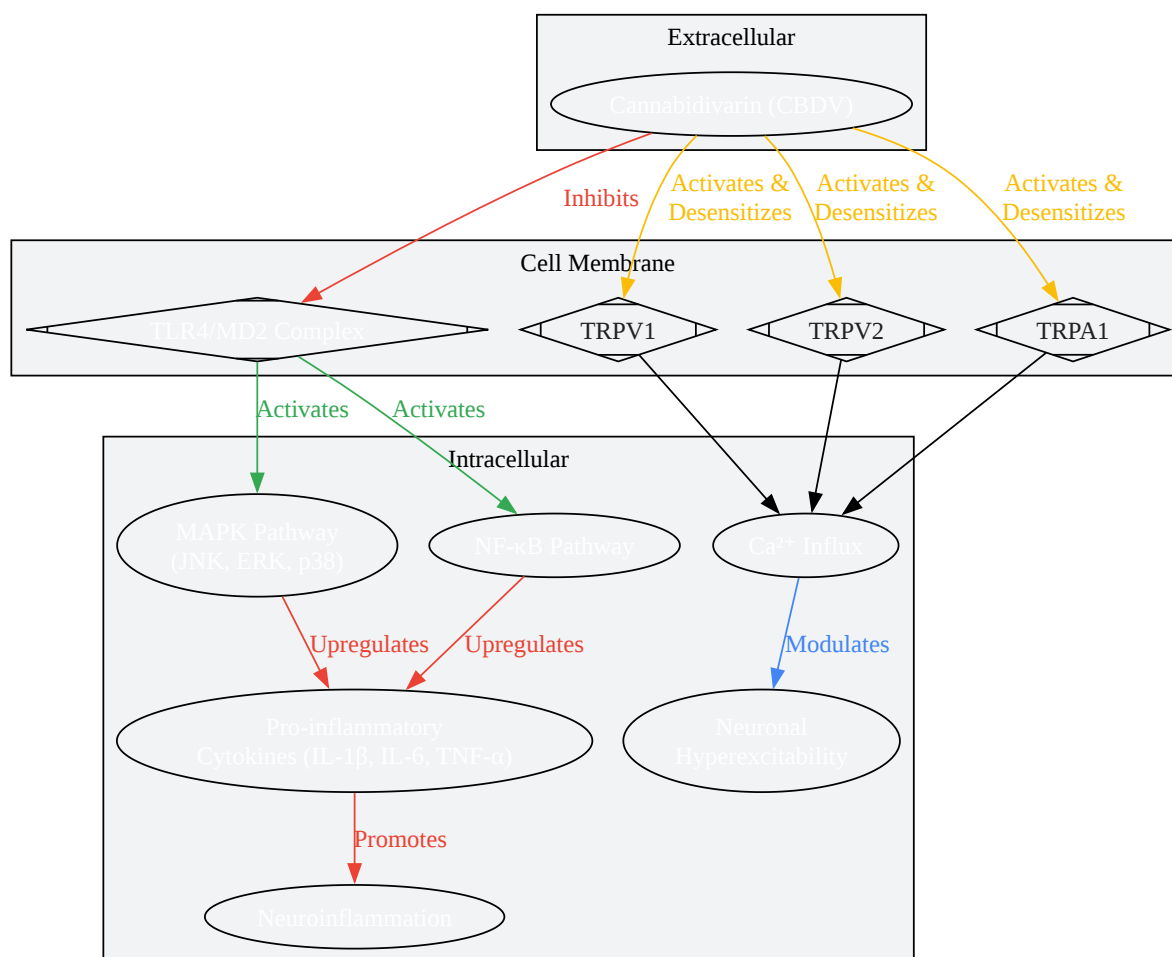 Extracellular
Cannabidivarin (CBDV)
Inhibits
Activates &
Desensitizes
Activates &
Desensitizes
Activates &
Desensitizes
Cell Membrane
TLR4/MD2 Complex
TRPV1
TRPV2
TRPA1
Activates
Activates
Intracellular
MAPK Pathway
(JNK, ERK, p38)
NF-κB Pathway
Ca²⁺ Influx
Upregulates
Upregulates
Modulates
Pro-inflammatory
Cytokines (IL-1β, IL-6, TNF-α)
Neuronal
Hyperexcitability
Promotes
Neuroinflammation